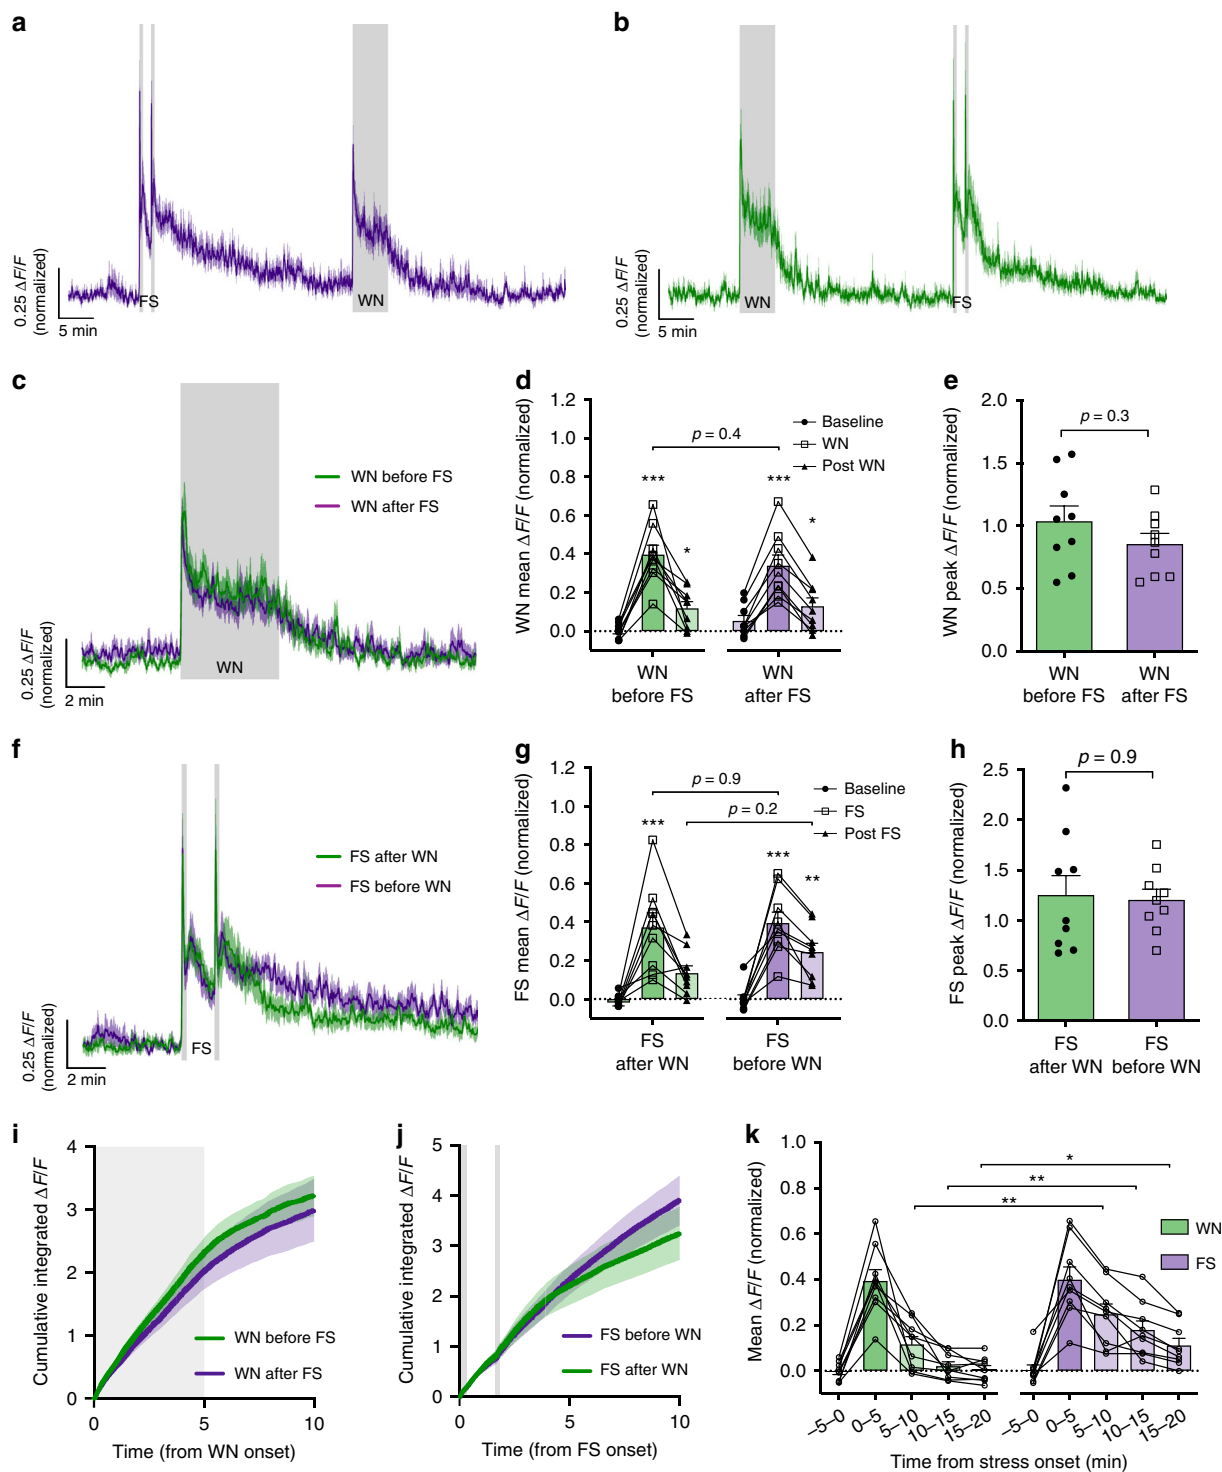 a
0.25 ΔF/F
(normalized)
5 min
FS
WN
b
0.25 ΔF/F
(normalized)
5 min
WN
FS
c
0.25 ΔF/F
(normalized)
2 min
WN
WN before FS
WN after FS
d
WN mean ΔF/F (normalized)
1.2
1.0
0.8
0.6
0.4
0.2
0.0
p = 0.4
***
*
***
*
Baseline
WN
Post WN
WN
before FS
WN
after FS
e
WN peak ΔF/F (normalized)
2.0
1.5
1.0
0.5
0.0
p = 0.3
WN
before FS
WN
after FS
f
0.25 ΔF/F
(normalized)
2 min
FS
FS after WN
FS before WN
g
FS mean ΔF/F (normalized)
1.2
1.0
0.8
0.6
0.4
0.2
0.0
p = 0.9
p = 0.2
***
***
**
Baseline
FS
Post FS
FS
after WN
FS
before WN
h
FS peak ΔF/F (normalized)
2.5
2.0
1.5
1.0
0.5
0.0
p = 0.9
FS
after WN
FS
before WN
i
Cumulative integrated ΔF/F
4
3
2
1
0
0 5 10
Time (from WN onset)
WN before FS
WN after FS
j
Cumulative integrated ΔF/F
5
4
3
2
1
0
0 5 10
Time (from FS onset)
FS before WN
FS after WN
k
Mean ΔF/F (normalized)
1.0
0.8
0.6
0.4
0.2
0.0
*
**
**
WN
FS
–5–0 0–5 5–10 10–15 15–20
–5–0 0–5 5–10 10–15 15–20
Time from stress onset (min)